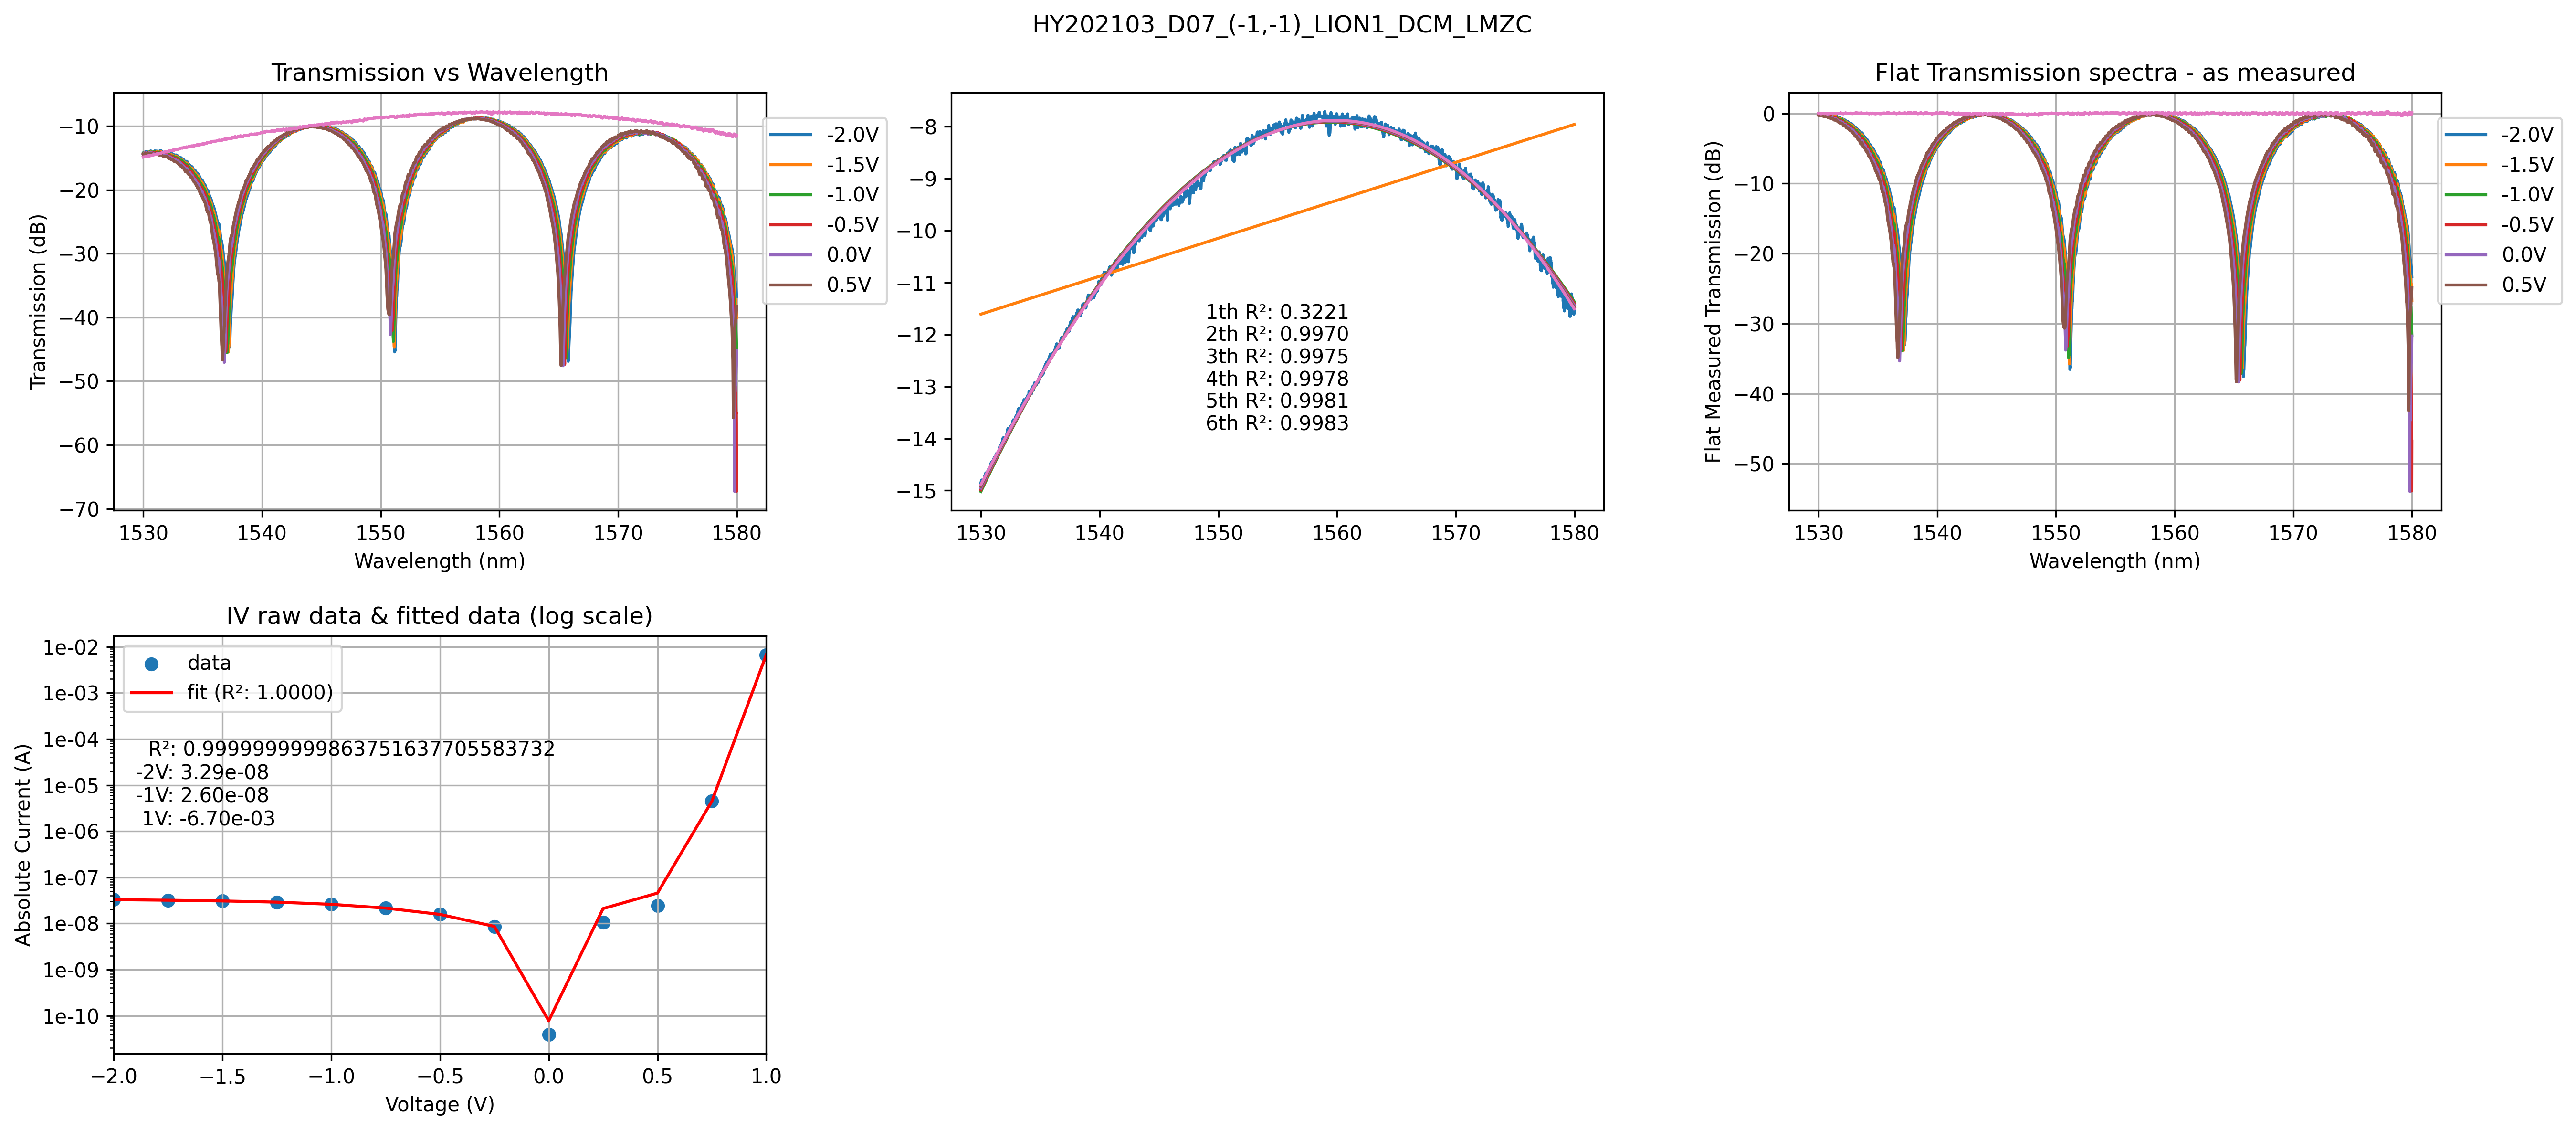 HY202103_D07_(-1,-1)_LION1_DCM_LMZC
Transmission vs Wavelength
Transmission (dB)
−10
−20
−30
−40
−50
−60
−70
1530 1540 1550 1560 1570 1580
Wavelength (nm)
-2.0V
-1.5V
-1.0V
-0.5V
0.0V
0.5V
−8
−9
−10
−11
−12
−13
−14
−15
1th R²: 0.3221
2th R²: 0.9970
3th R²: 0.9975
4th R²: 0.9978
5th R²: 0.9981
6th R²: 0.9983
1530 1540 1550 1560 1570 1580
Flat Transmission spectra - as measured
Flat Measured Transmission (dB)
0
−10
−20
−30
−40
−50
1530 1540 1550 1560 1570 1580
Wavelength (nm)
-2.0V
-1.5V
-1.0V
-0.5V
0.0V
0.5V
IV raw data & fitted data (log scale)
Absolute Current (A)
1e-02
1e-03
1e-04
1e-05
1e-06
1e-07
1e-08
1e-09
1e-10
data
fit (R²: 1.0000)
R²: 0.9999999999863751637705583732
-2V: 3.29e-08
-1V: 2.60e-08
1V: -6.70e-03
−2.0 −1.5 −1.0 −0.5 0.0 0.5 1.0
Voltage (V)